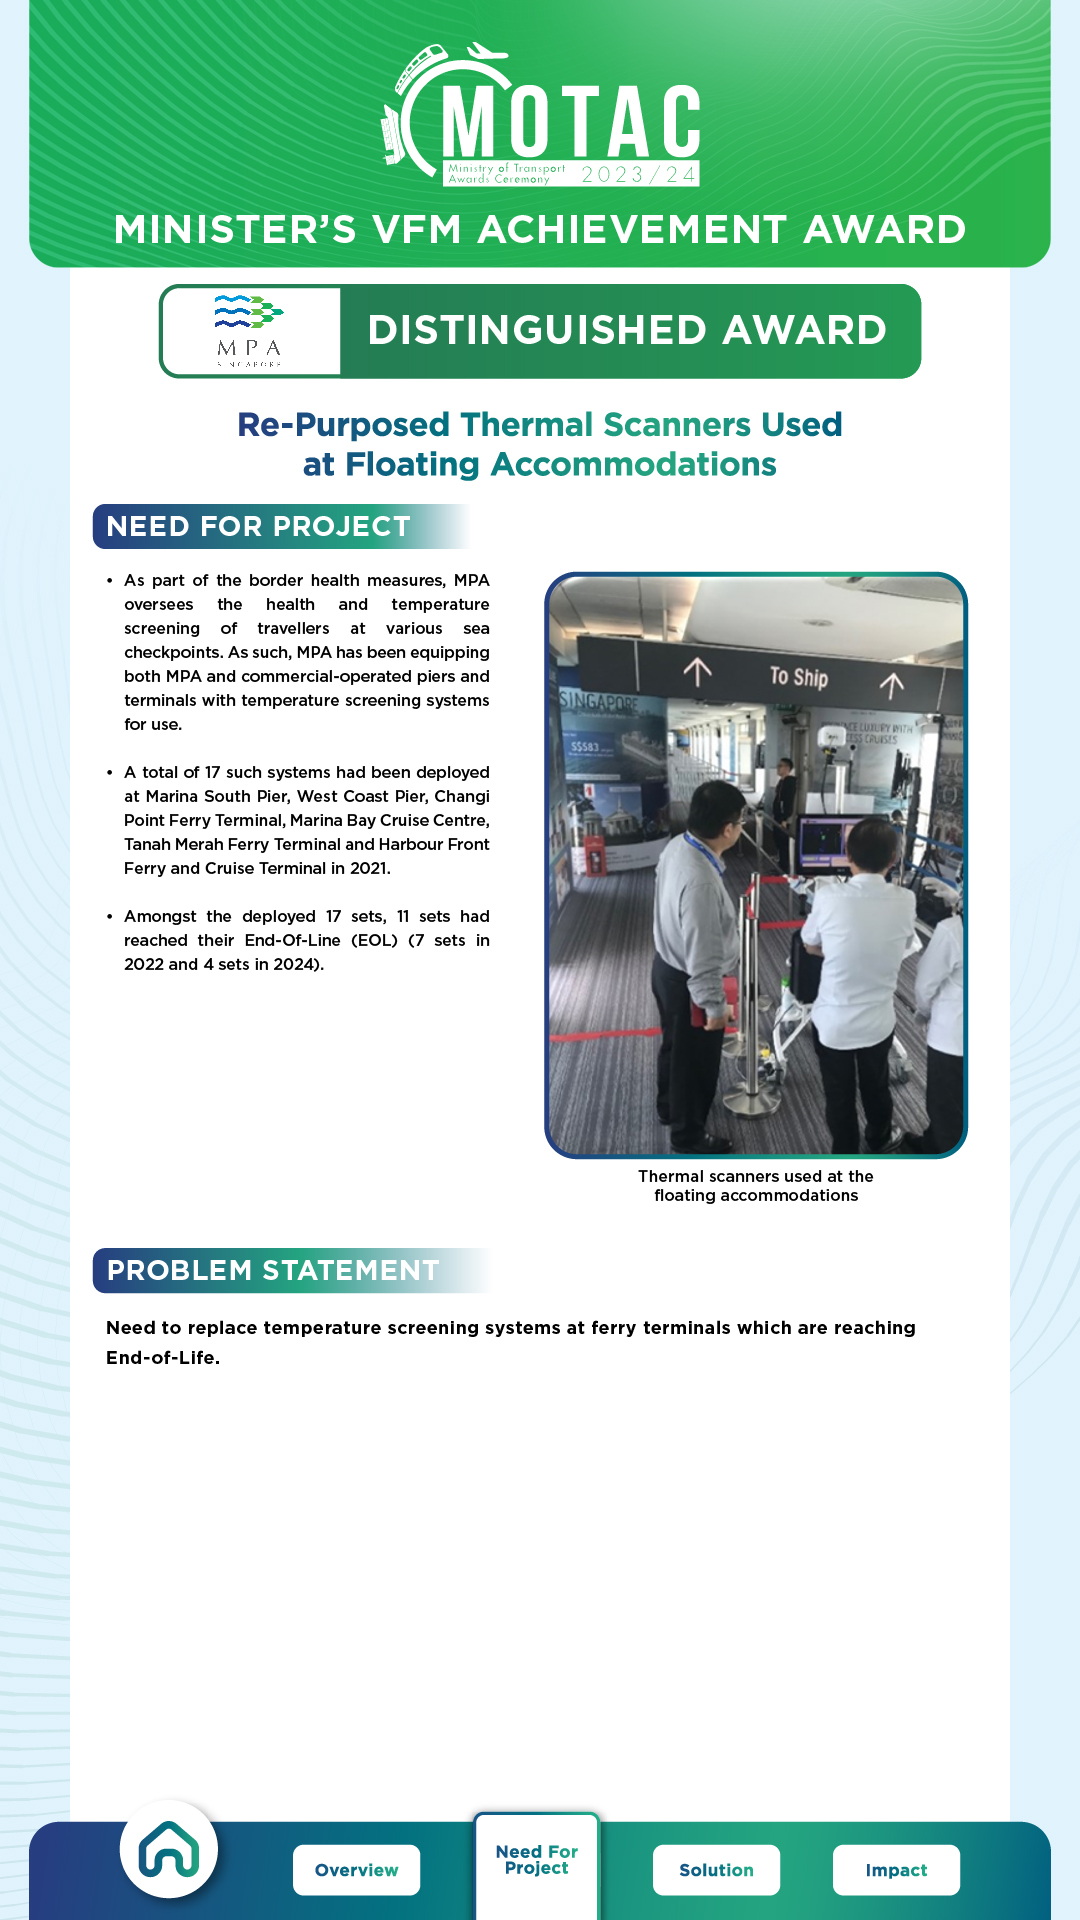 MOTAC
Ministry of Transport
Awards Ceremony 2023/24
MINISTER'S VFM ACHIEVEMENT AWARD
MPA
SINGAPORE
DISTINGUISHED AWARD
Re-Purposed Thermal Scanners Used
at Floating Accommodations
NEED FOR PROJECT
• As part of the border health measures, MPA
oversees the health and temperature
screening of travellers at various sea
checkpoints. As such, MPA has been equipping
both MPA and commercial-operated piers and
terminals with temperature screening systems
for use.
• A total of 17 such systems had been deployed
at Marina South Pier, West Coast Pier, Changi
Point Ferry Terminal, Marina Bay Cruise Centre,
Tanah Merah Ferry Terminal and Harbour Front
Ferry and Cruise Terminal in 2021.
• Amongst the deployed 17 sets, 11 sets had
reached their End-Of-Line (EOL) (7 sets in
2022 and 4 sets in 2024).
To Ship
SINGAPORE
S$583
LUXURY WITH
CRUISES
Thermal scanners used at the
floating accommodations
PROBLEM STATEMENT
Need to replace temperature screening systems at ferry terminals which are reaching
End-of-Life.
Overview
Need For
Project
Solution
Impact